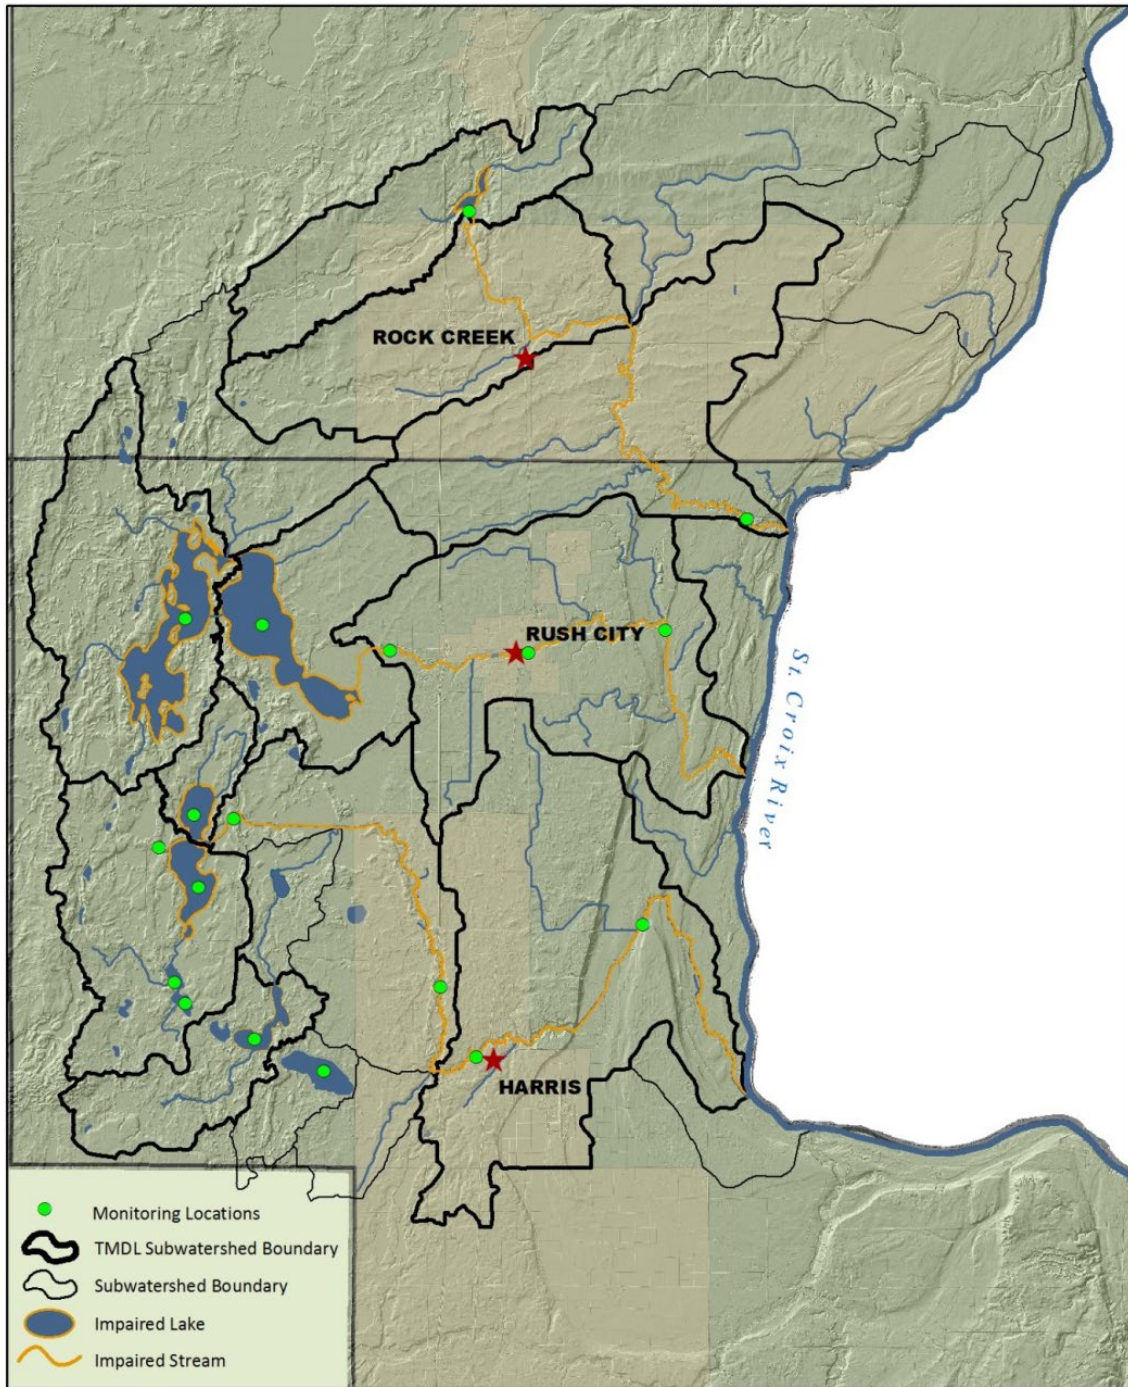 ROCK CREEK
RUSH CITY
St. Croix River
HARRIS
Monitoring Locations
TMDL Subwatershed Boundary
Subwatershed Boundary
Impaired Lake
Impaired Stream